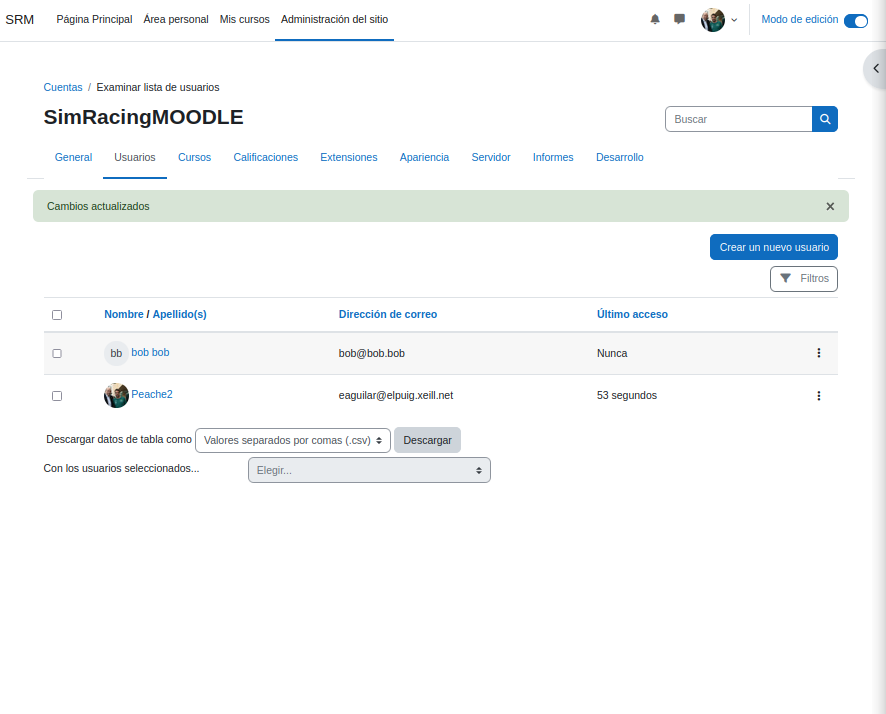 SRM Página Principal Área personal Mis cursos Administración del sitio Modo de edición
Cuentas / Examinar lista de usuarios
SimRacingMOODLE
Buscar
General Usuarios Cursos Calificaciones Extensiones Apariencia Servidor Informes Desarrollo
Cambios actualizados
Crear un nuevo usuario
Filtros
Nombre / Apellido(s) Dirección de correo Último acceso
bb bob bob bob@bob.bob Nunca
Peache2 eaguilar@elpuig.xeill.net 53 segundos
Descargar datos de tabla como Valores separados por comas (.csv) Descargar
Con los usuarios seleccionados... Elegir...